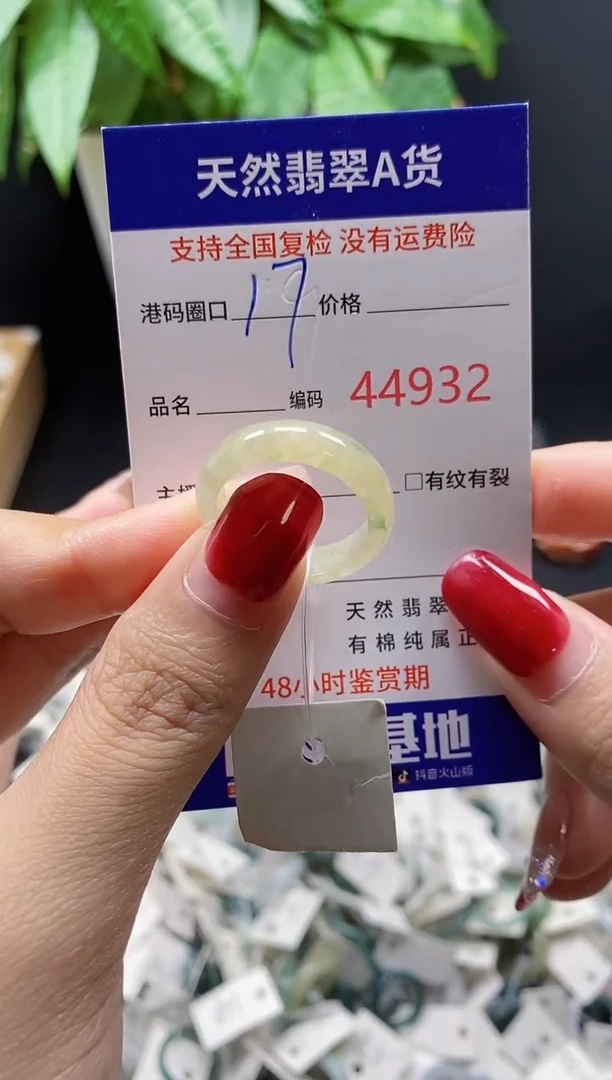 天然翡翠A货
支持全国复检 没有运费险
港码圈口 17 价格
品名 编码 44932
□有纹有裂
天然翡翠
有棉纯属正
48小时鉴赏期
基地
抖音火山版